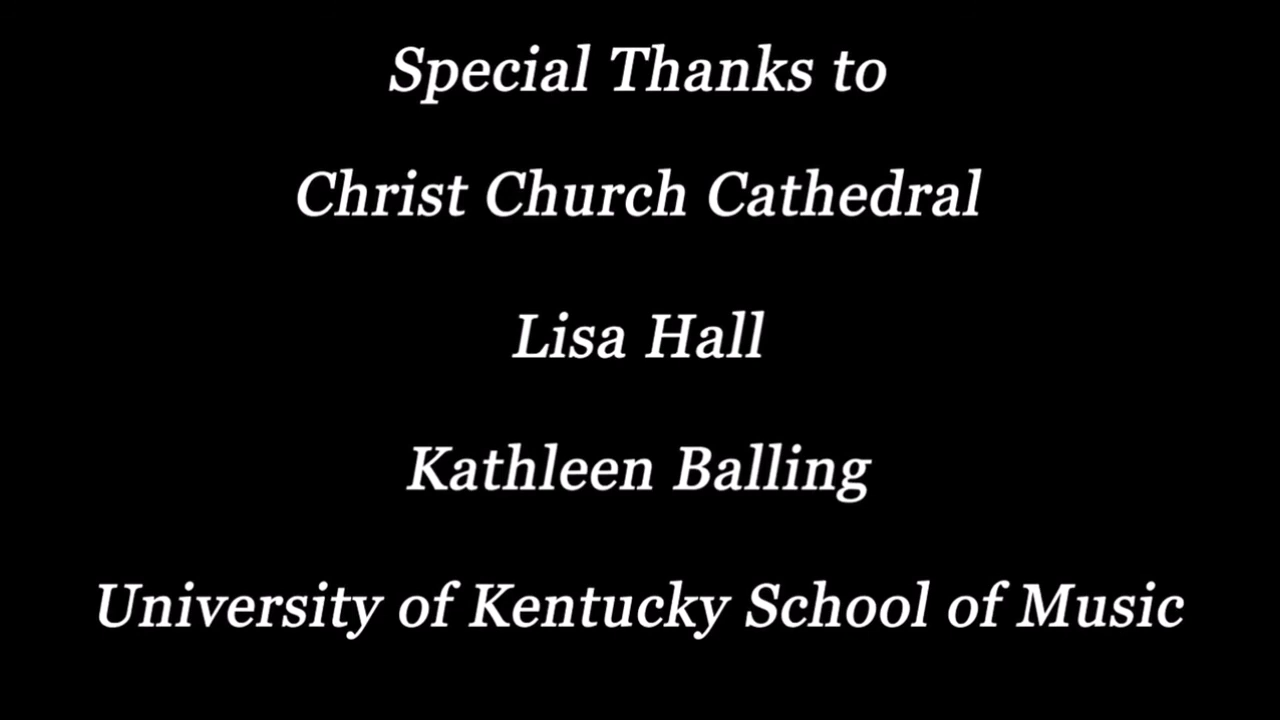 Special Thanks to
Christ Church Cathedral
Lisa Hall
Kathleen Balling
University of Kentucky School of Music